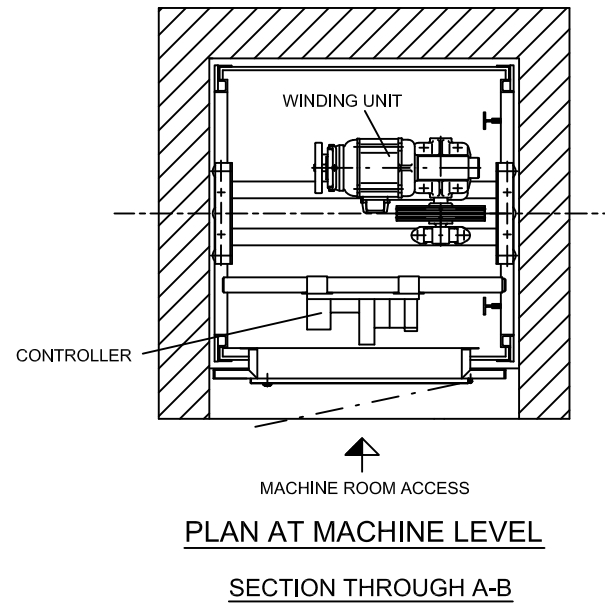 WINDING UNIT
CONTROLLER
MACHINE ROOM ACCESS
PLAN AT MACHINE LEVEL
SECTION THROUGH A-B